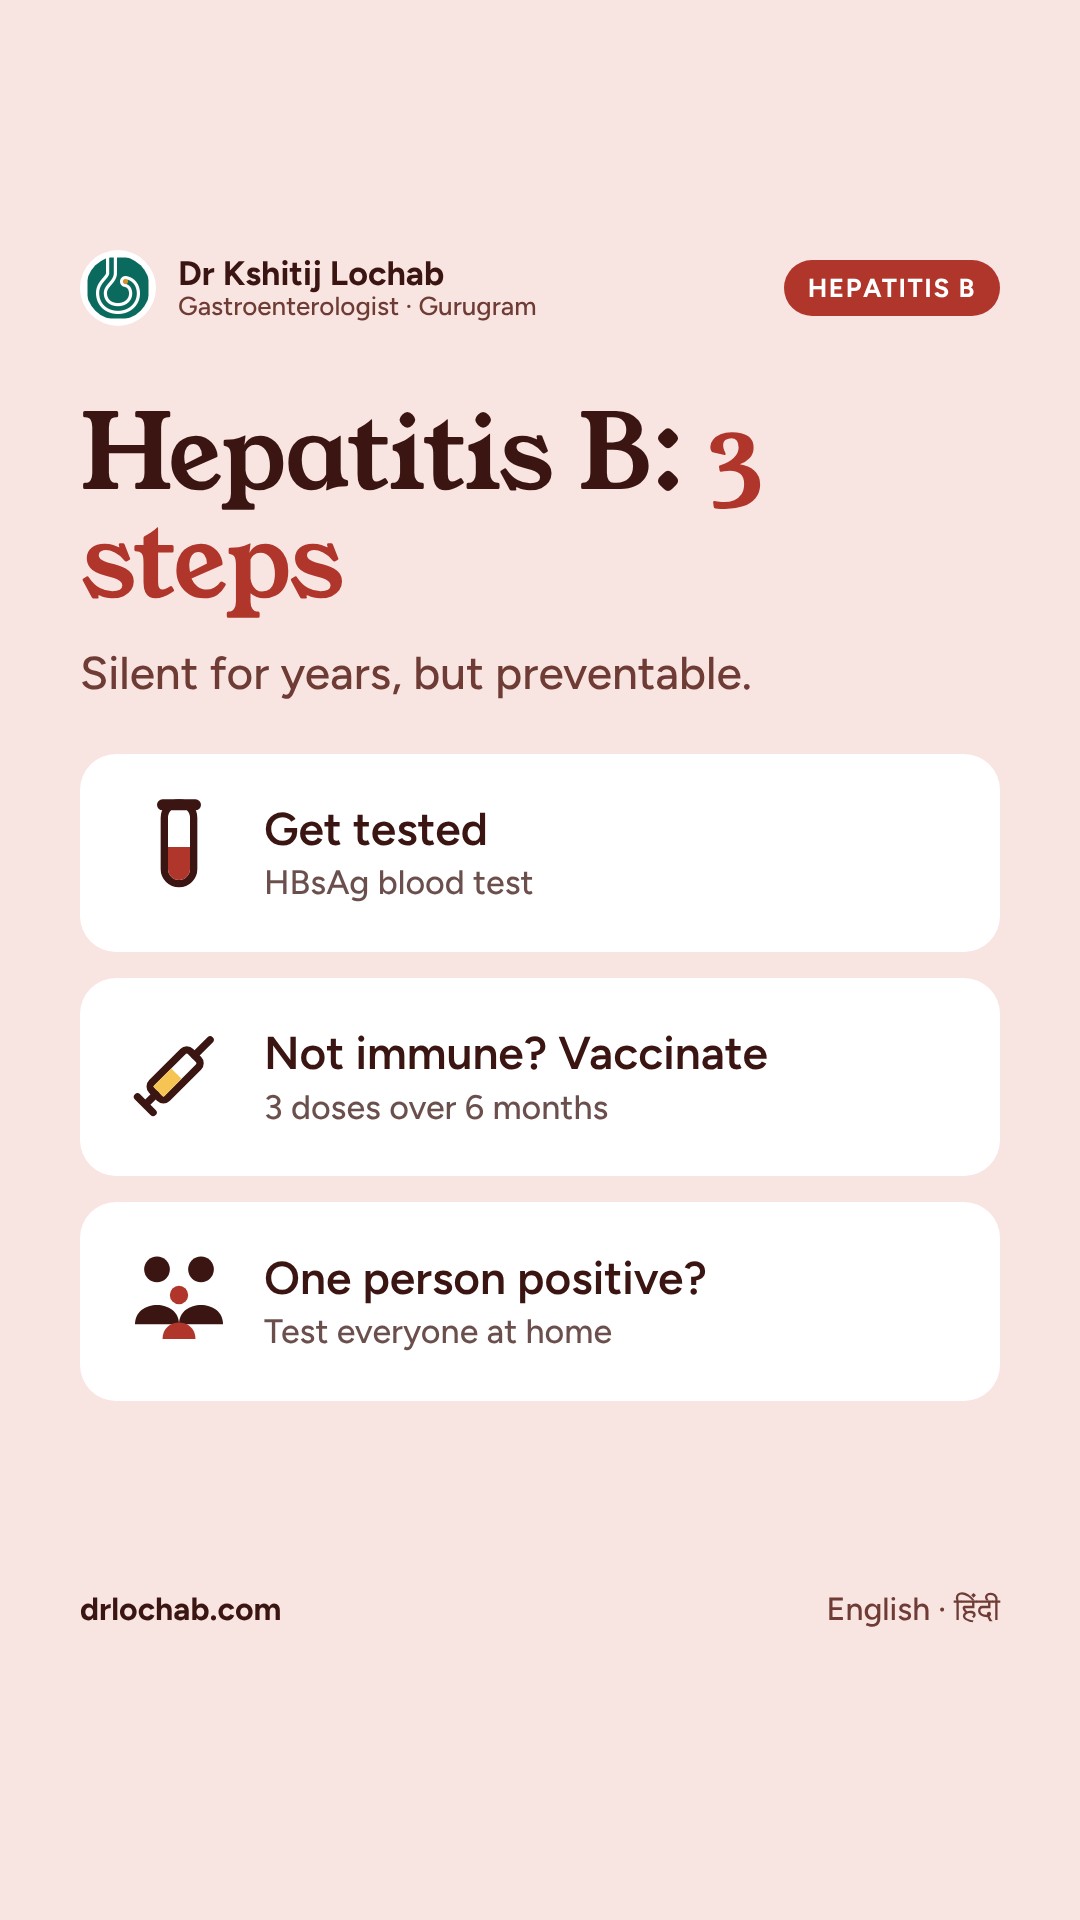 Dr Kshitij Lochab
Gastroenterologist · Gurugram
HEPATITIS B
Hepatitis B: 3
steps
Silent for years, but preventable.
Get tested
HBsAg blood test
Not immune? Vaccinate
3 doses over 6 months
One person positive?
Test everyone at home
drlochab.com
English · हिंदी